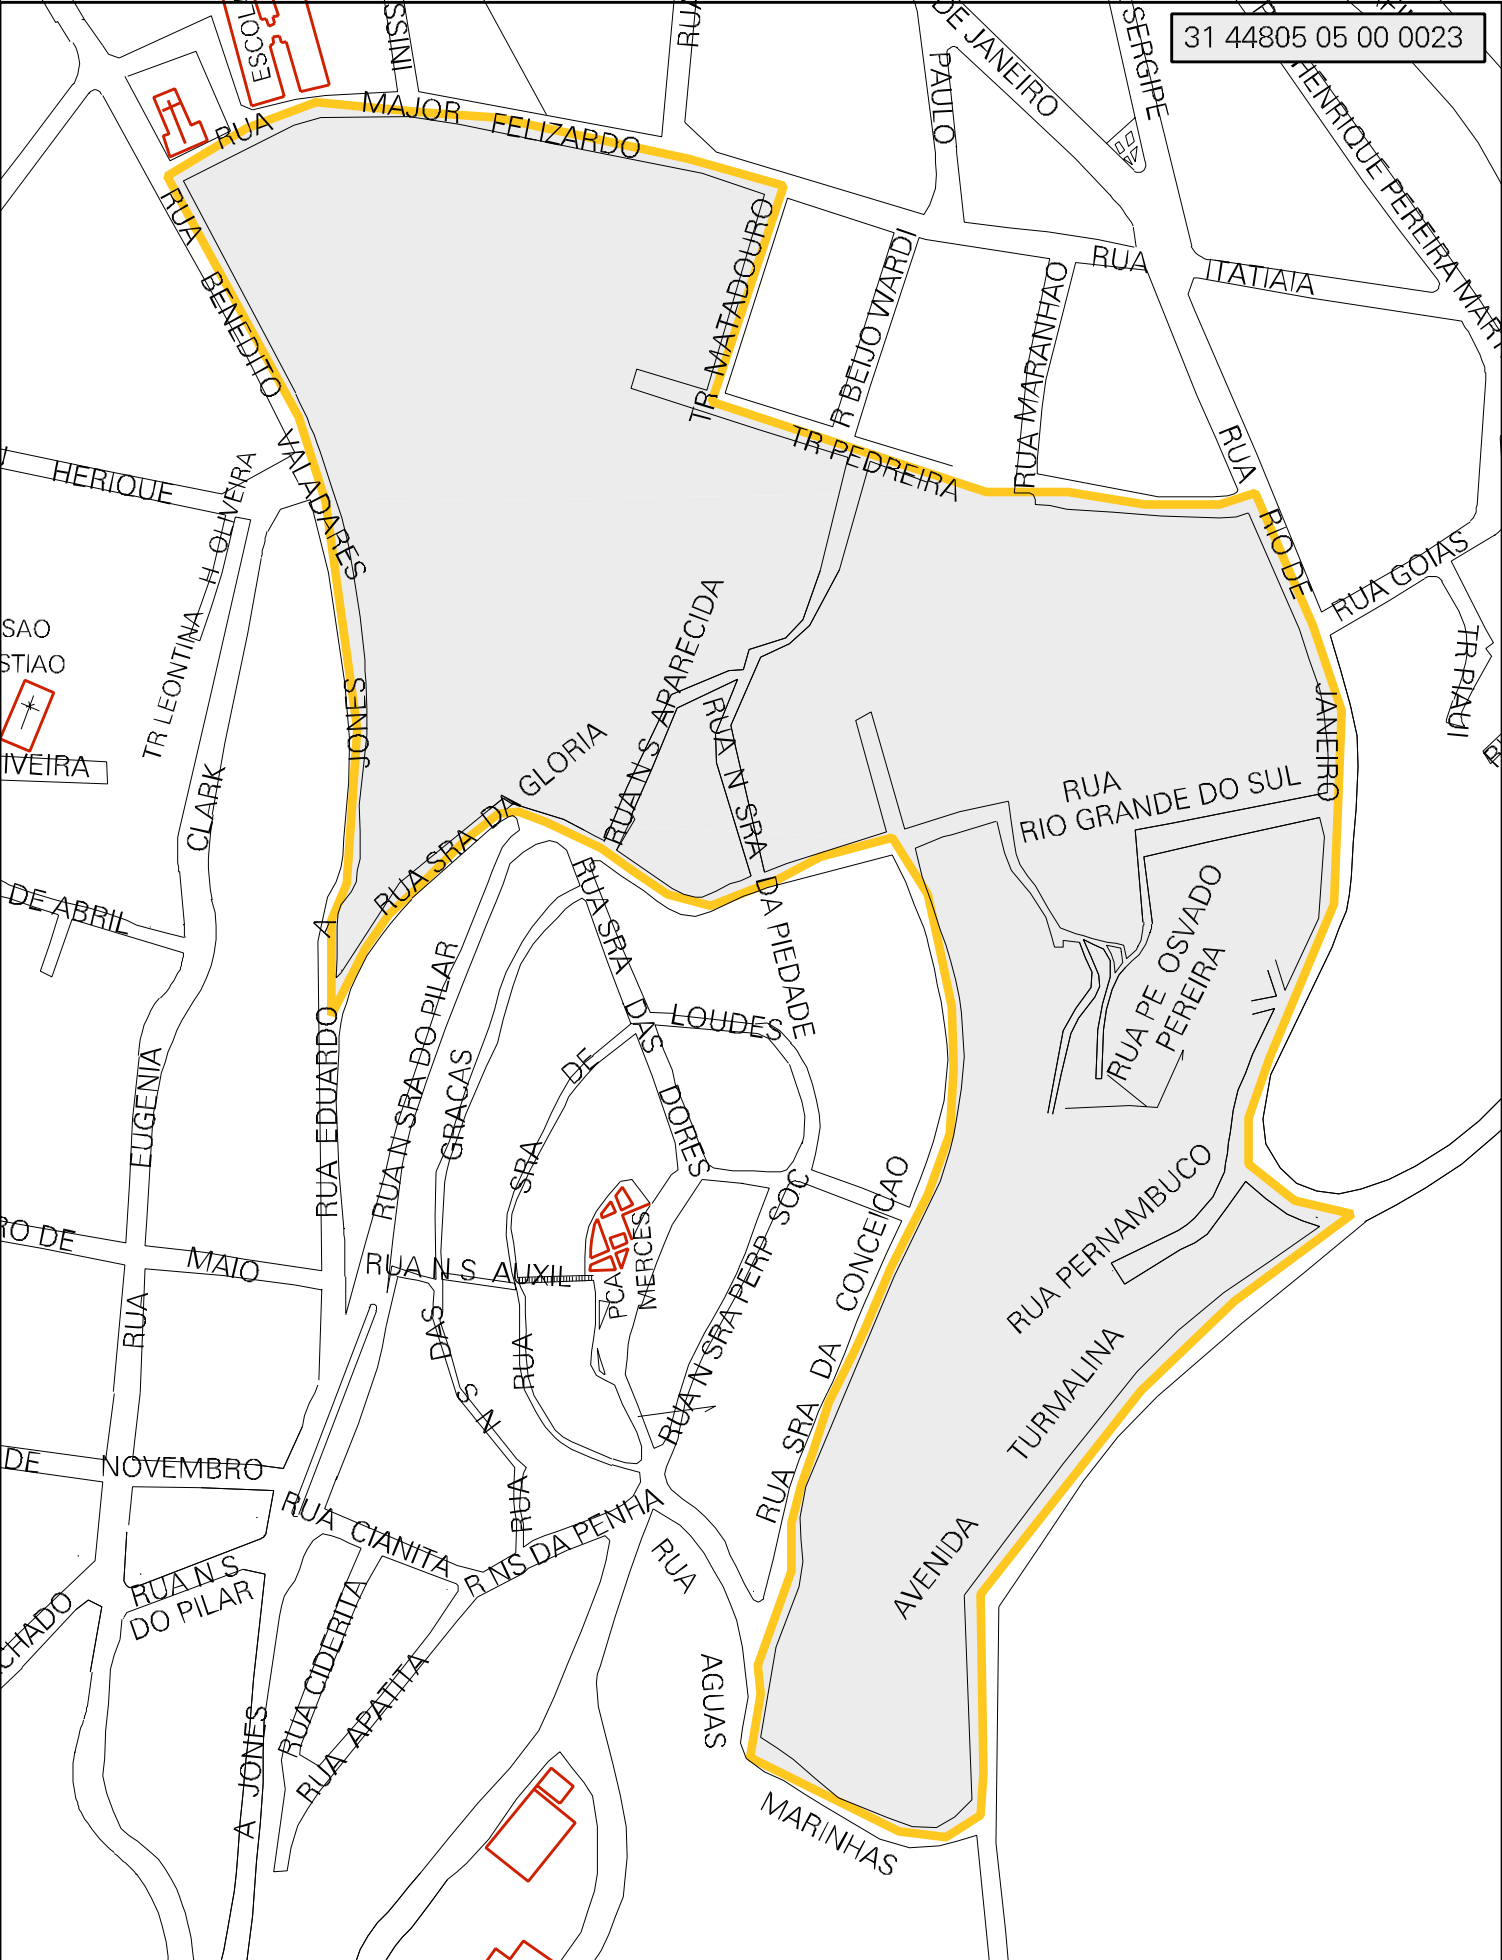 31 44805 05 00 0023
ESCOL
SSINI
RUA
DE JANEIRO
SERGIPE
PAULO
HENRIQUE PEREIRA MART
RUA MAJOR FELIZARDO
RUA BENEDITO VALADARES
TR MATADOURO
R BEIJO WARDI
RUA MARANHAO
RUA ITATIAIA
TR PEDREIRA
RUA RIO DE JANEIRO
RUA GOIAS
TR PIAUI
HERIQUE
TR LEONTINA H OLIVEIRA
SAO
STIAO
IVEIRA
RUA EUGENIA CLARK
DE ABRIL
RUA EDUARDO A JONES
RUA SRA DA GLORIA
RUA N S APARECIDA
RUA N SRA DA PIEDADE
RUA
RIO GRANDE DO SUL
RUA PE OSVADO
PEREIRA
RUA SRA DAS DORES
RUA N SRA DO PILAR
RUA N S DAS GRACAS
RUA SRA DE LOUDES
RO DE MAIO
RUA N S AUXIL
PCA
MERCES
RUA N SRA PERP SOC
RUA SRA DA CONCEICAO
RUA PERNAMBUCO
AVENIDA TURMALINA
DE NOVEMBRO
RUA CIANITA
R NS DA PENHA
RUA N S
DO PILAR
CHADO
RUA CIDERITA
RUA APATITA
A JONES
RUA AGUAS MARINHAS